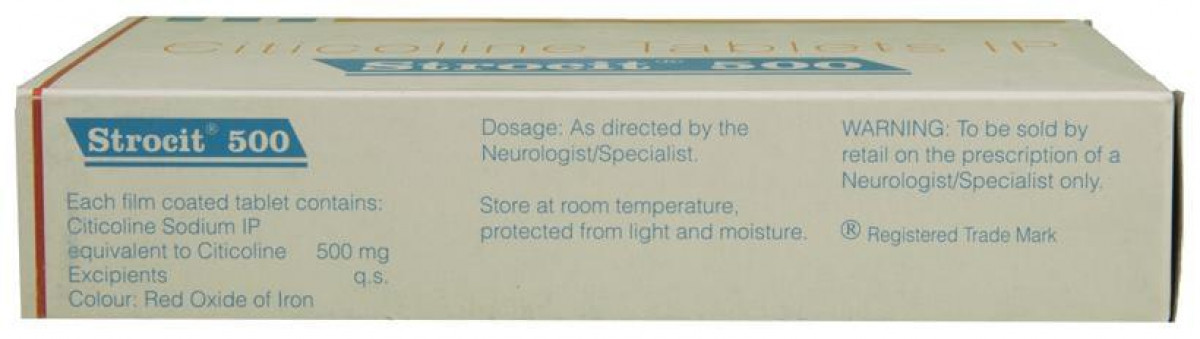 Citicoline Tablets IP
Strocit® 500
Strocit® 500
Each film coated tablet contains:
Citicoline Sodium IP
equivalent to Citicoline 500 mg
Excipients q.s.
Colour: Red Oxide of Iron
Dosage: As directed by the
Neurologist/Specialist.
Store at room temperature,
protected from light and moisture.
WARNING: To be sold by
retail on the prescription of a
Neurologist/Specialist only.
® Registered Trade Mark